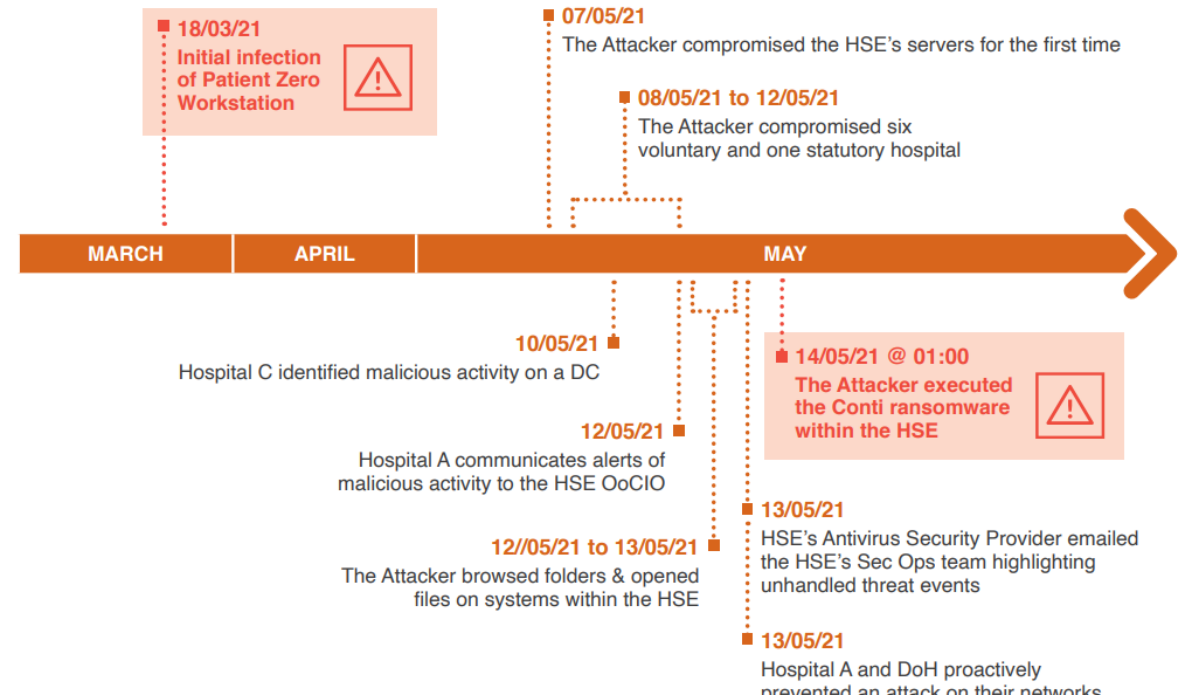 18/03/21
Initial infection
of Patient Zero
Workstation
07/05/21
The Attacker compromised the HSE's servers for the first time
08/05/21 to 12/05/21
The Attacker compromised six
voluntary and one statutory hospital
MARCH
APRIL
MAY
10/05/21
Hospital C identified malicious activity on a DC
14/05/21 @ 01:00
The Attacker executed
the Conti ransomware
within the HSE
12/05/21
Hospital A communicates alerts of
malicious activity to the HSE OoCIO
13/05/21
HSE's Antivirus Security Provider emailed
the HSE's Sec Ops team highlighting
unhandled threat events
12//05/21 to 13/05/21
The Attacker browsed folders & opened
files on systems within the HSE
13/05/21
Hospital A and DoH proactively
prevented an attack on their networks